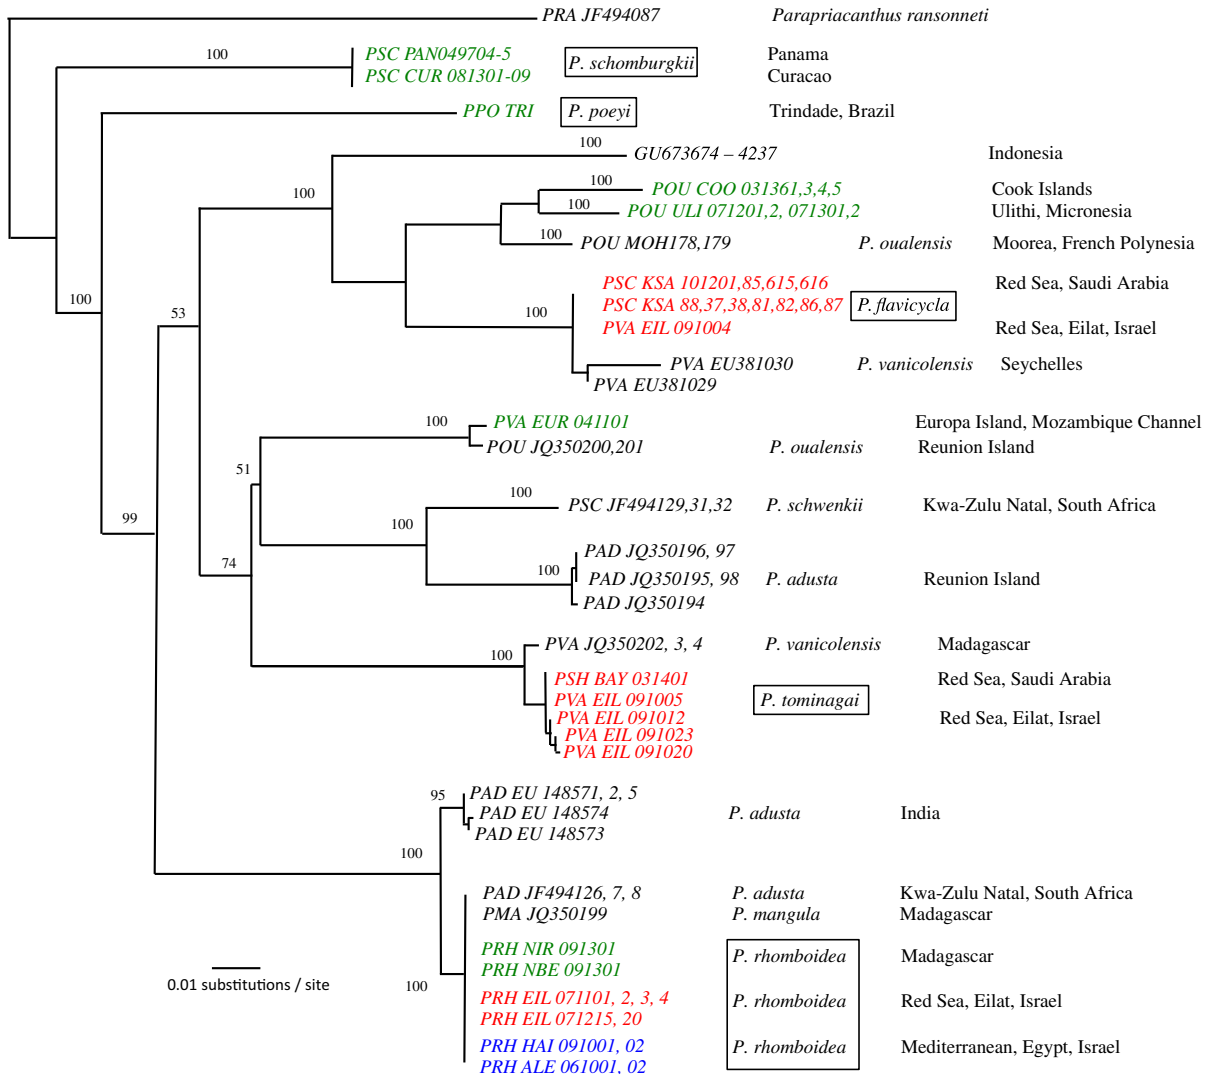 PRA JF494087 Parapriacanthus ransonneti
100 PSC PAN049704-5 P. schomburgkii Panama
PSC CUR 081301-09 Curacao
PPO TRI P. poeyi Trindade, Brazil
100 GU673674 – 4237 Indonesia
100 100 POU COO 031361,3,4,5 Cook Islands
100 POU ULI 071201,2, 071301,2 Ulithi, Micronesia
100 POU MOH178,179 P. oualensis Moorea, French Polynesia
PSC KSA 101201,85,615,616 Red Sea, Saudi Arabia
100 PSC KSA 88,37,38,81,82,86,87 P. flavicycla
53 100 PVA EIL 091004 Red Sea, Eilat, Israel
PVA EU381030 P. vanicolensis Seychelles
PVA EU381029
100 PVA EUR 041101 Europa Island, Mozambique Channel
POU JQ350200,201 P. oualensis Reunion Island
51
100 PSC JF494129,31,32 P. schwenkii Kwa-Zulu Natal, South Africa
99 100
PAD JQ350196, 97
74 100 PAD JQ350195, 98 P. adusta Reunion Island
PAD JQ350194
100 PVA JQ350202, 3, 4 P. vanicolensis Madagascar
PSH BAY 031401 Red Sea, Saudi Arabia
PVA EIL 091005 P. tominagai
PVA EIL 091012 Red Sea, Eilat, Israel
PVA EIL 091023
PVA EIL 091020
95 PAD EU 148571, 2, 5
PAD EU 148574 P. adusta India
PAD EU 148573
100
PAD JF494126, 7, 8 P. adusta Kwa-Zulu Natal, South Africa
PMA JQ350199 P. mangula Madagascar
PRH NIR 091301 P. rhomboidea Madagascar
PRH NBE 091301
0.01 substitutions / site
100 PRH EIL 071101, 2, 3, 4 P. rhomboidea Red Sea, Eilat, Israel
PRH EIL 071215, 20
PRH HAI 091001, 02 P. rhomboidea Mediterranean, Egypt, Israel
PRH ALE 061001, 02